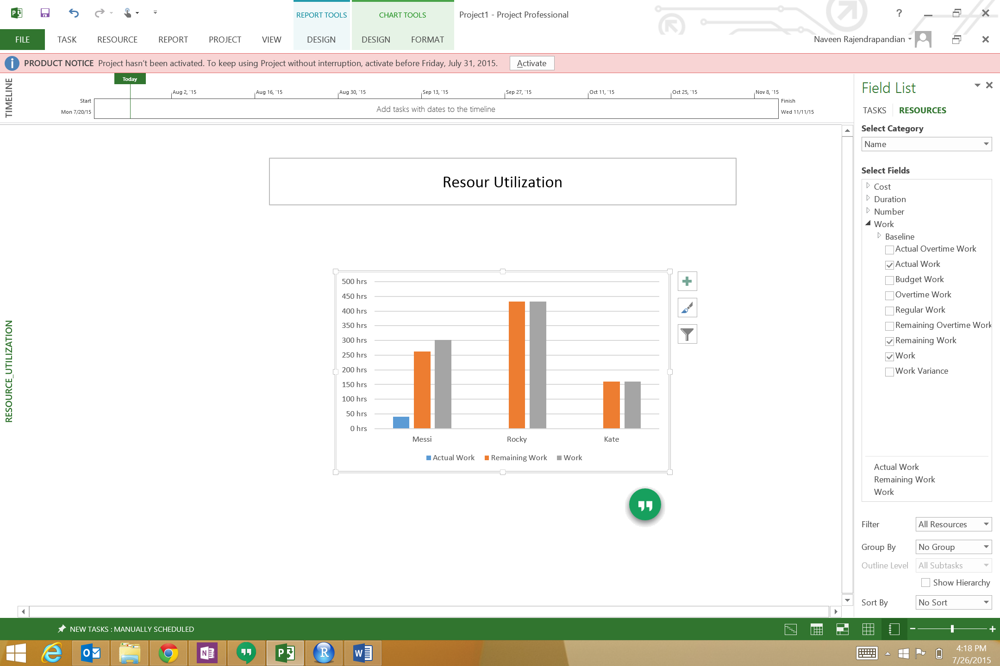 REPORT TOOLS CHART TOOLS Project1 - Project Professional ?
FILE TASK RESOURCE REPORT PROJECT VIEW DESIGN DESIGN FORMAT Naveen Rajendrapandian
PRODUCT NOTICE Project hasn't been activated. To keep using Project without interruption, activate before Friday, July 31, 2015. Activate
TIMELINE
Today
Aug 2, '15 Aug 16, '15 Aug 30, '15 Sep 13, '15 Sep 27, '15 Oct 11, '15 Oct 25, '15 Nov 8, '15
Start
Mon 7/20/15
Add tasks with dates to the timeline
Finish
Wed 11/11/15
RESOURCE_UTILIZATION
Resour Utilization
500 hrs
450 hrs
400 hrs
350 hrs
300 hrs
250 hrs
200 hrs
150 hrs
100 hrs
50 hrs
0 hrs
Messi Rocky Kate
Actual Work Remaining Work Work
Field List
TASKS RESOURCES
Select Category
Name
Select Fields
Cost
Duration
Number
Work
Baseline
Actual Overtime Work
Actual Work
Budget Work
Overtime Work
Regular Work
Remaining Overtime Work
Remaining Work
Work
Work Variance
Actual Work
Remaining Work
Work
Filter All Resources
Group By No Group
Outline Level All Subtasks
Show Hierarchy
Sort By No Sort
NEW TASKS : MANUALLY SCHEDULED
4:18 PM
7/26/2015